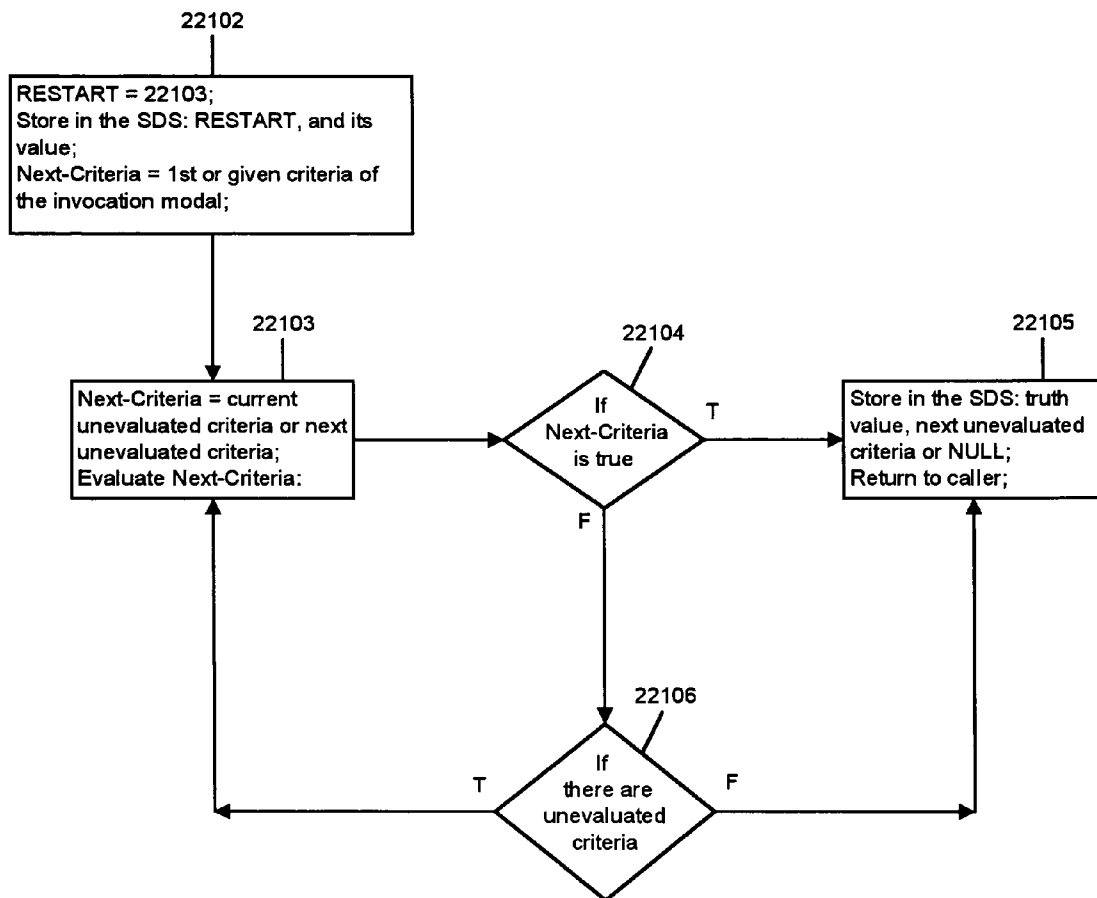 22102
RESTART = 22103;
Store in the SDS: RESTART, and its
value;
Next-Criteria = 1st or given criteria of
the invocation modal;
22103
Next-Criteria = current
unevaluated criteria or next
unevaluated criteria;
Evaluate Next-Criteria:
22104
If
Next-Criteria
is true
T
F
22105
Store in the SDS: truth
value, next unevaluated
criteria or NULL;
Return to caller;
22106
If
there are
unevaluated
criteria
T
F